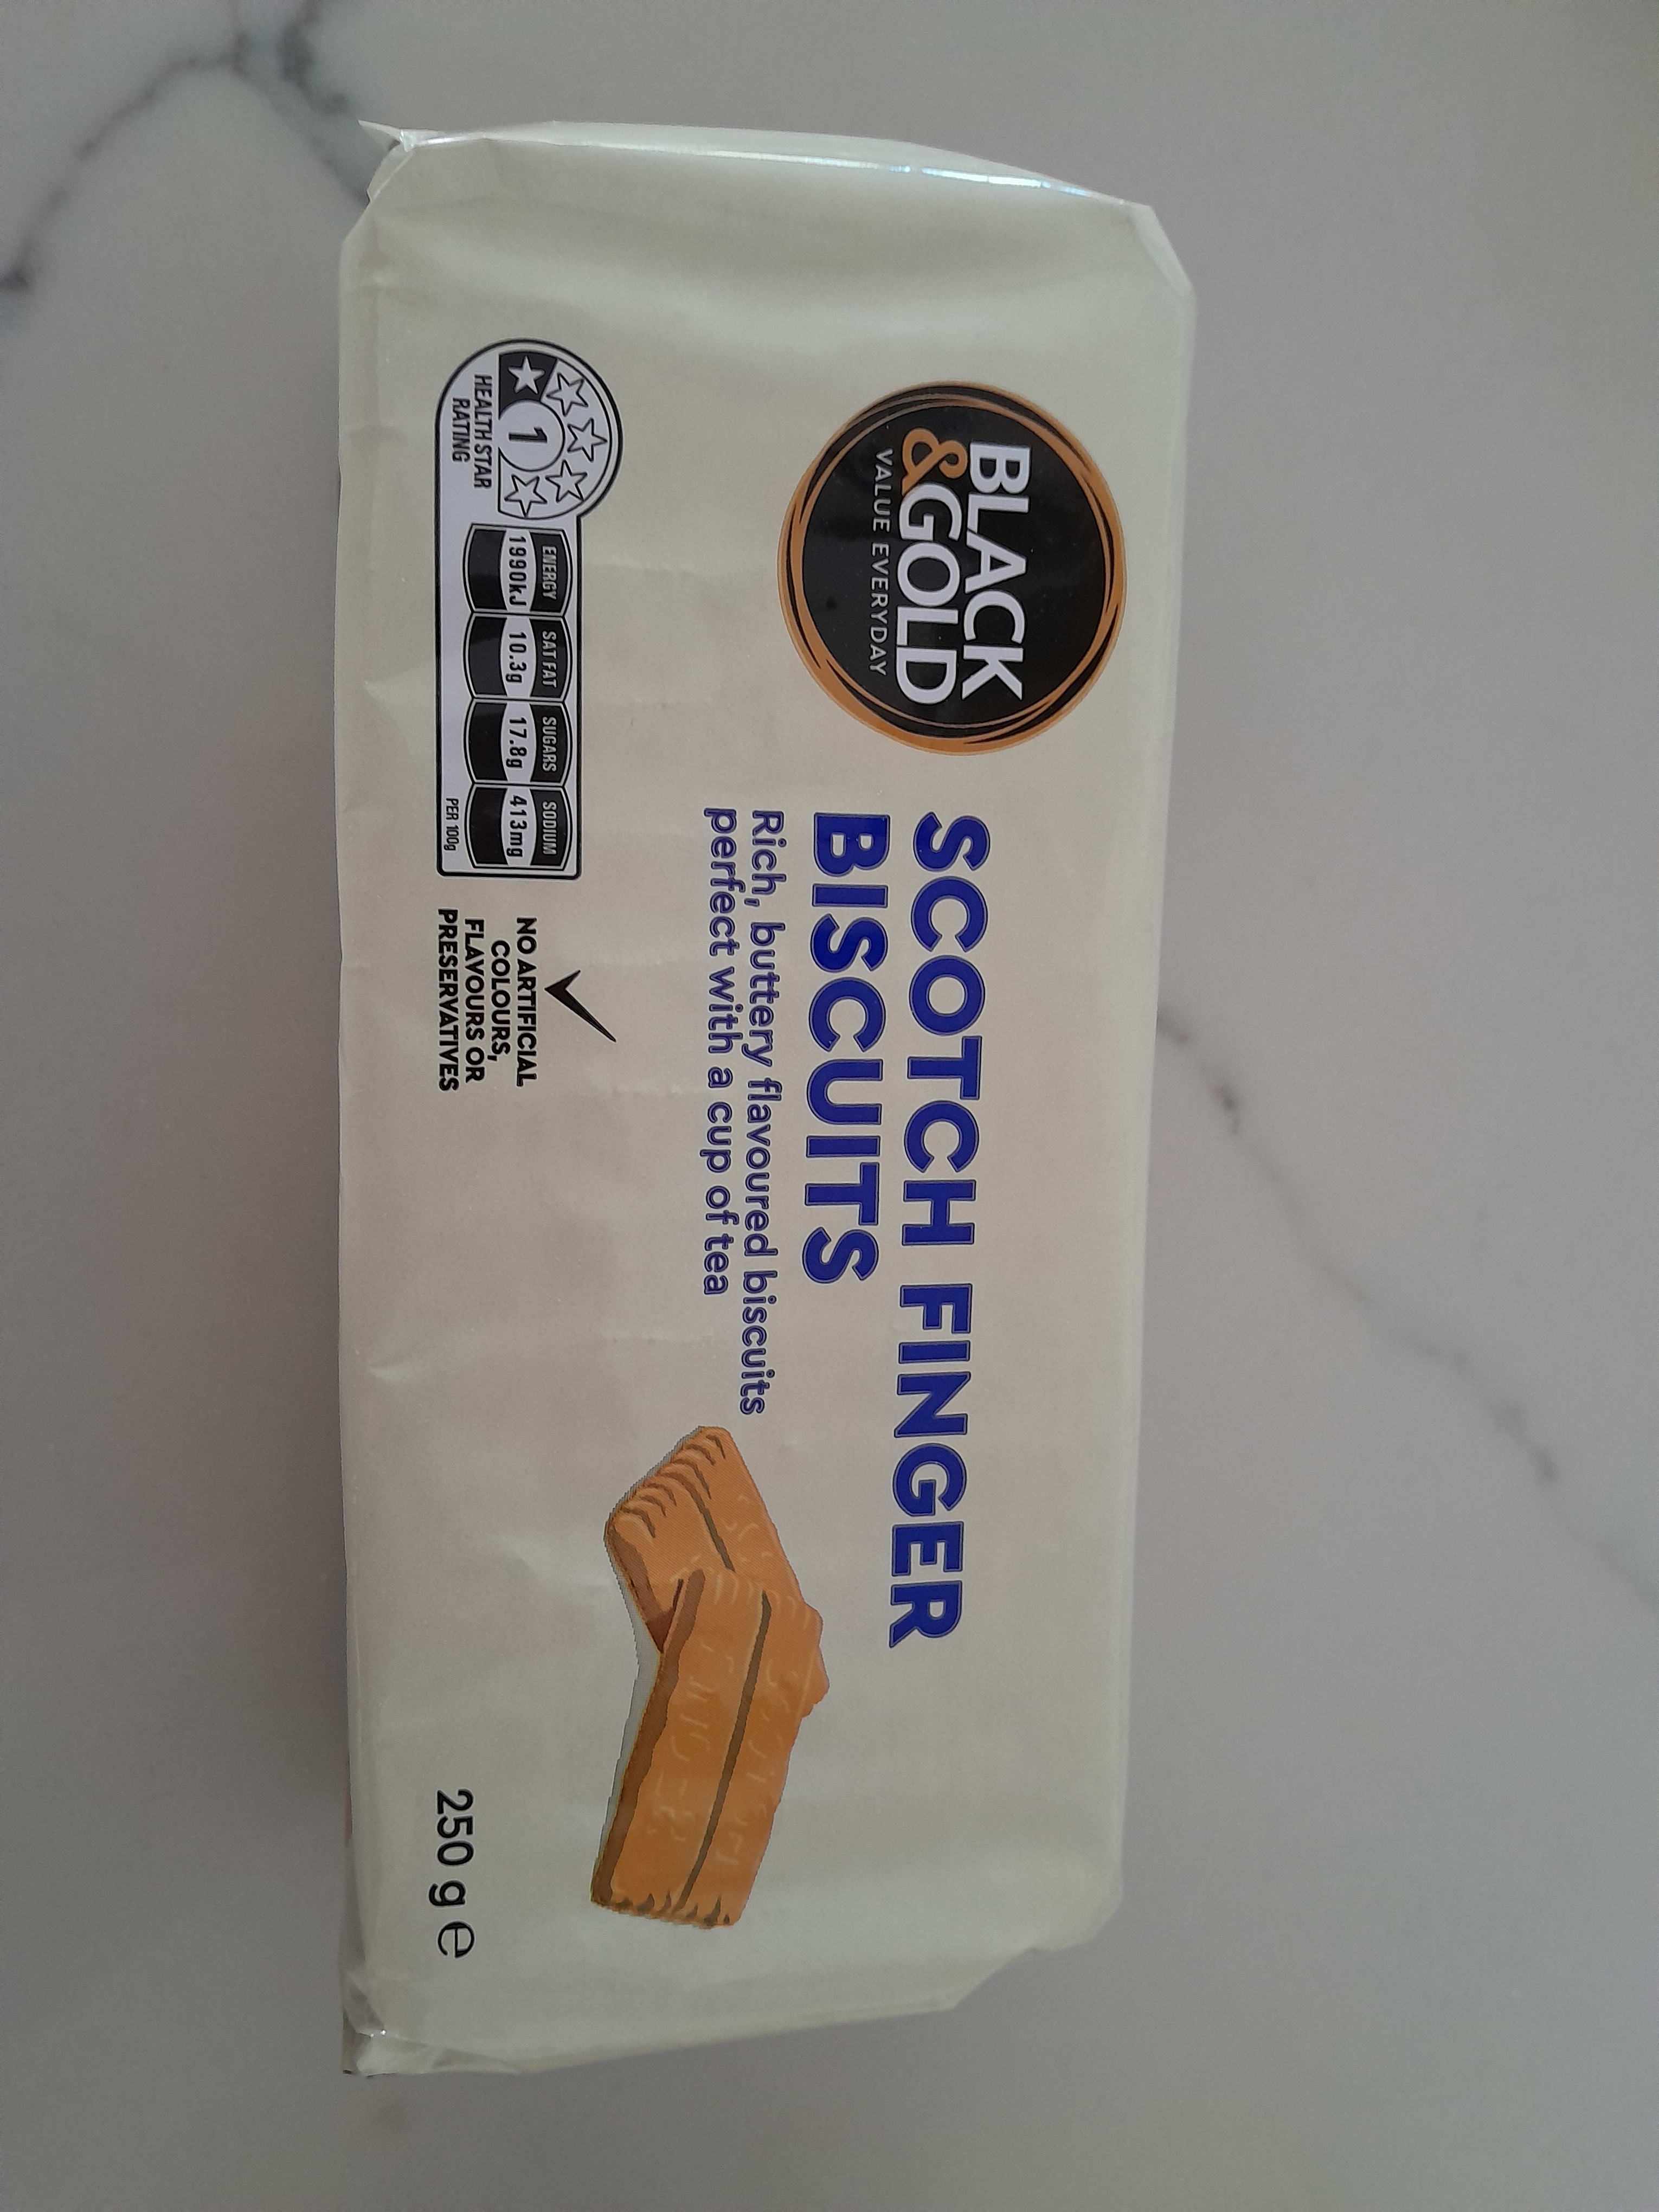 BLACK
&GOLD
VALUE EVERYDAY
SCOTCH FINGER
BISCUITS
Rich, buttery flavoured biscuits
perfect with a cup of tea
1
HEALTH STAR
RATING
ENERGY
1990kJ
SAT FAT
10.3g
SUGARS
17.8g
SODIUM
413mg
PER 100g
NO ARTIFICIAL
COLOURS,
FLAVOURS OR
PRESERVATIVES
250 g ℮